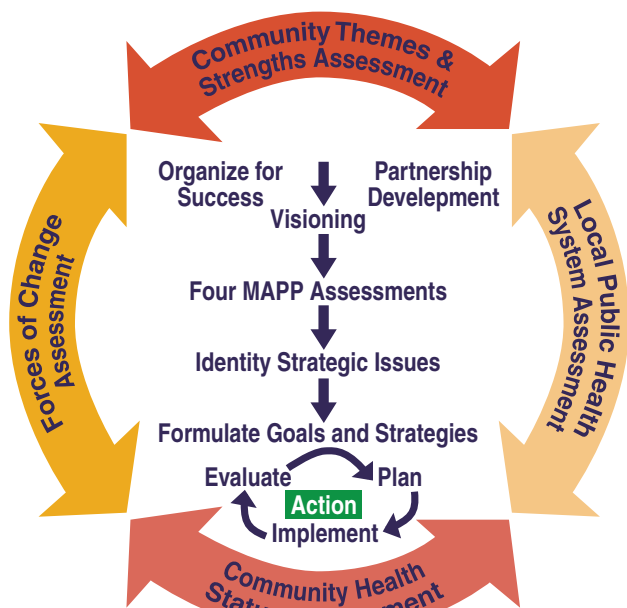 Community Themes &
Strengths Assessment
Organize for
Success
Partnership
Develepment
Visioning
Four MAPP Assessments
Identity Strategic Issues
Formulate Goals and Strategies
Evaluate
Plan
Action
Implement
Forces of Change
Assessment
Local Public Health
System Assessment
Community Health